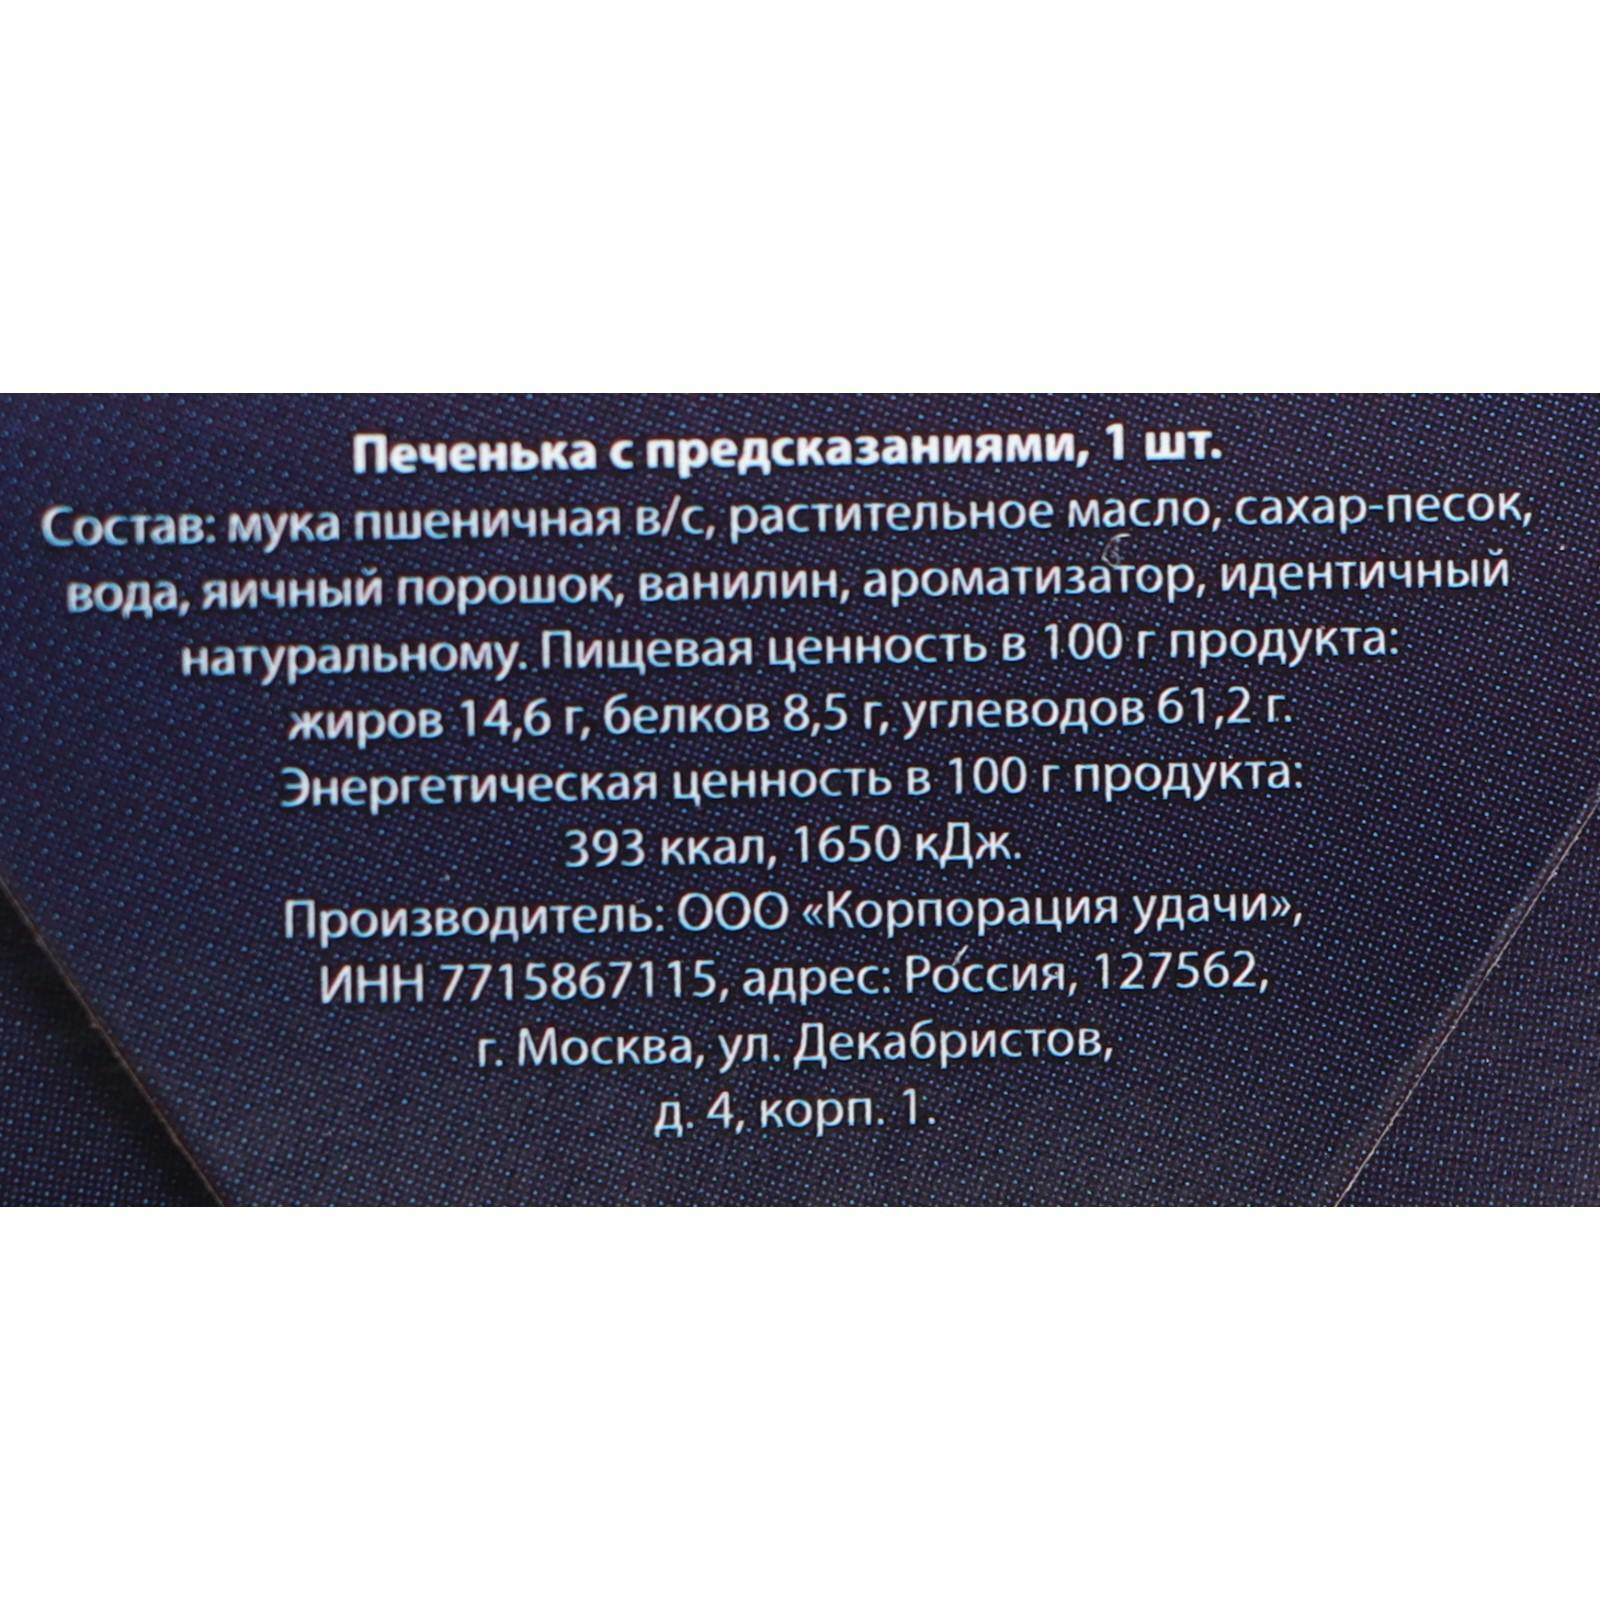 Печенька с предсказаниями, 1 шт.
Состав: мука пшеничная в/с, растительное масло, сахар-песок,
вода, яичный порошок, ванилин, ароматизатор, идентичный
натуральному. Пищевая ценность в 100 г продукта:
жиров 14,6 г, белков 8,5 г, углеводов 61,2 г.
Энергетическая ценность в 100 г продукта:
393 ккал, 1650 кДж.
Производитель: ООО «Корпорация удачи»,
ИНН 7715867115, адрес: Россия, 127562,
г. Москва, ул. Декабристов,
д. 4, корп. 1.